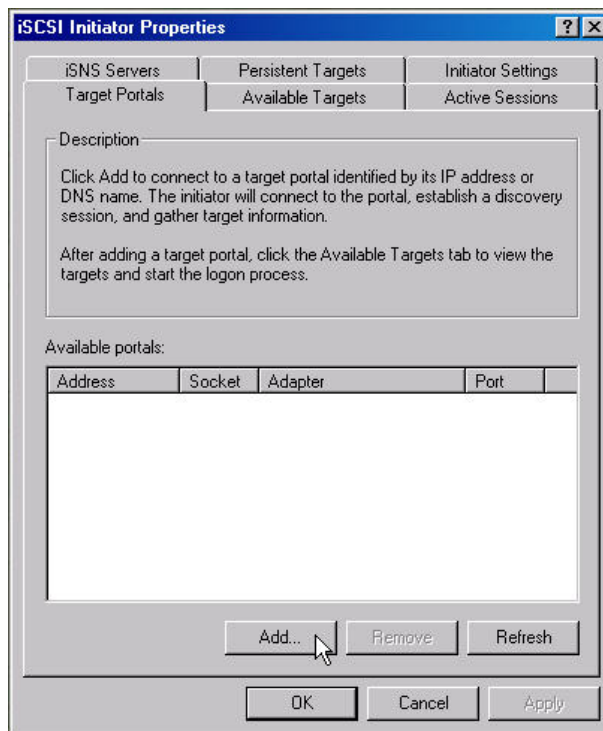 iSCSI Initiator Properties
iSNS Servers Persistent Targets Initiator Settings
Target Portals Available Targets Active Sessions
Description
Click Add to connect to a target portal identified by its IP address or
DNS name. The initiator will connect to the portal, establish a discovery
session, and gather target information.
After adding a target portal, click the Available Targets tab to view the
targets and start the logon process.
Available portals:
Address Socket Adapter Port
Add... Remove Refresh
OK Cancel Apply